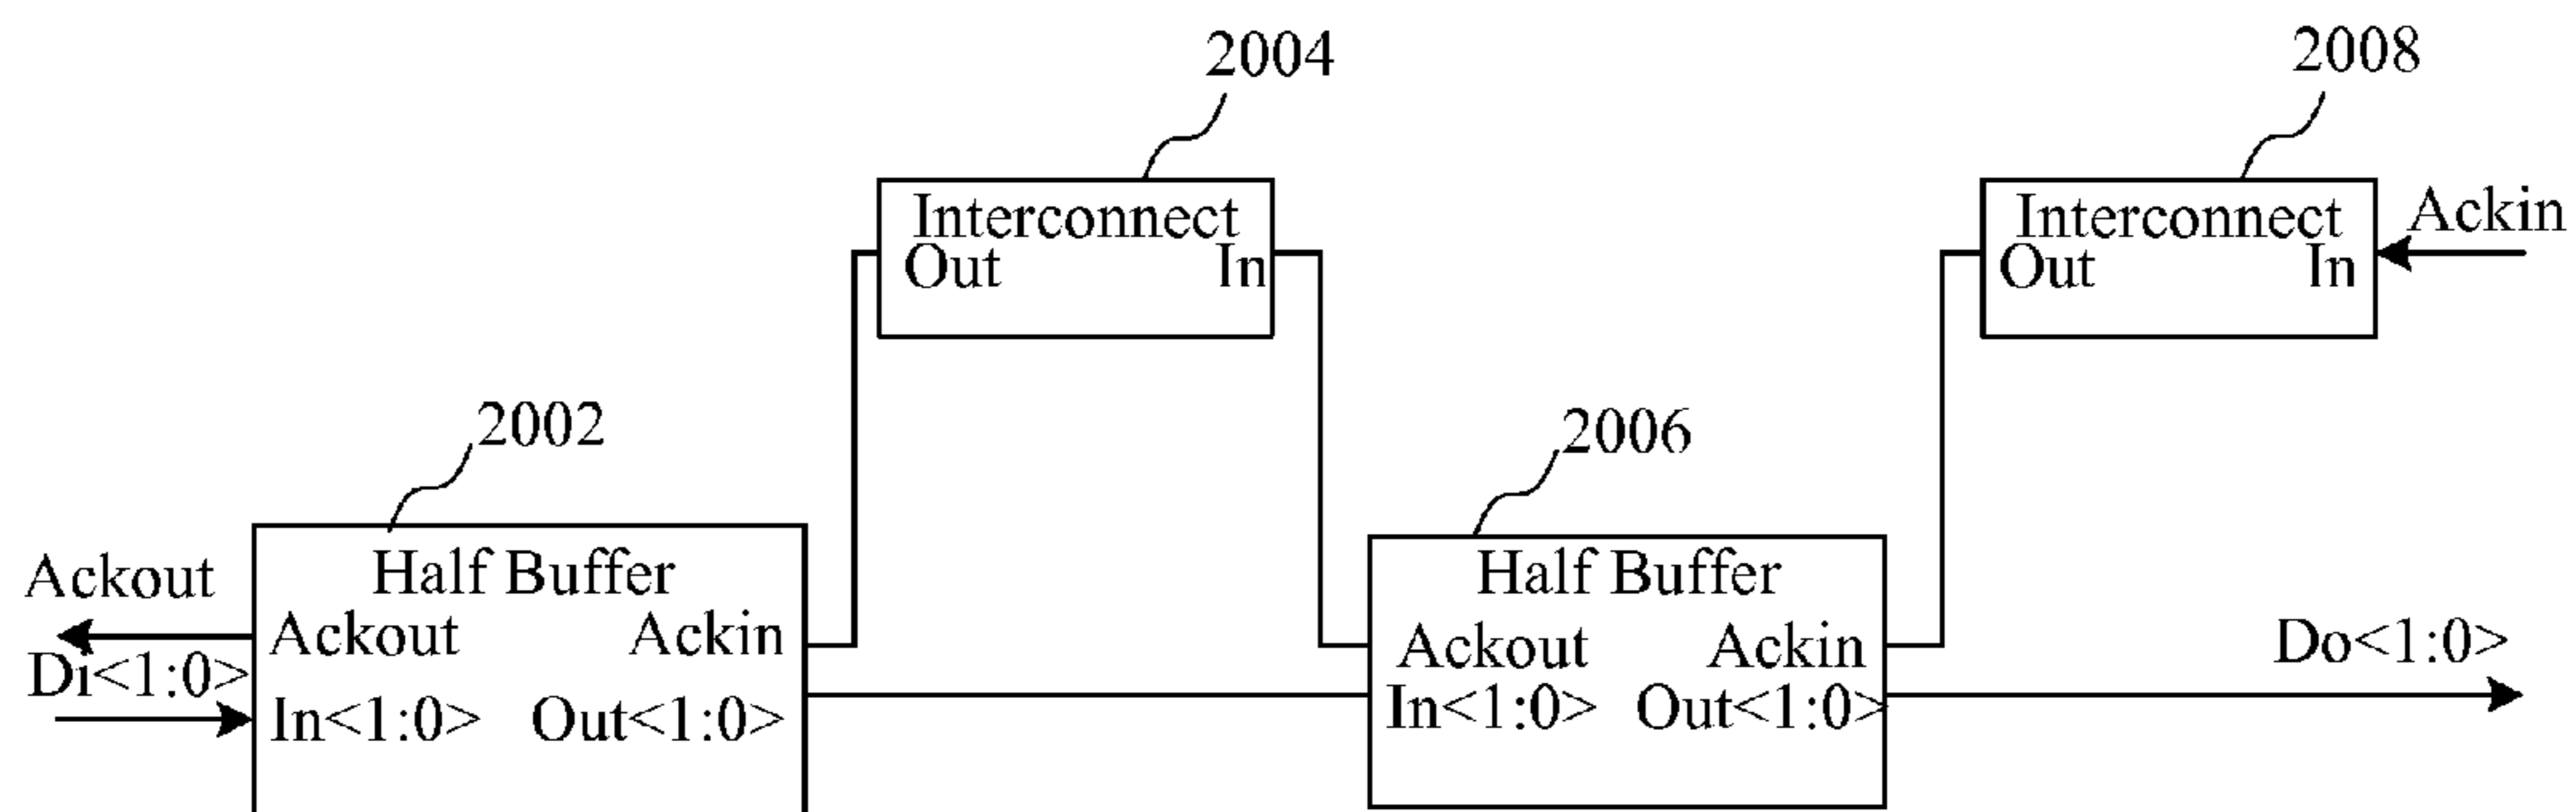 2004
2008
Interconnect
Out In
Interconnect
Out In
Ackin
2002
2006
Ackout
Di<1:0>
Half Buffer
Ackout Ackin
In<1:0> Out<1:0>
Half Buffer
Ackout Ackin
In<1:0> Out<1:0>
Do<1:0>